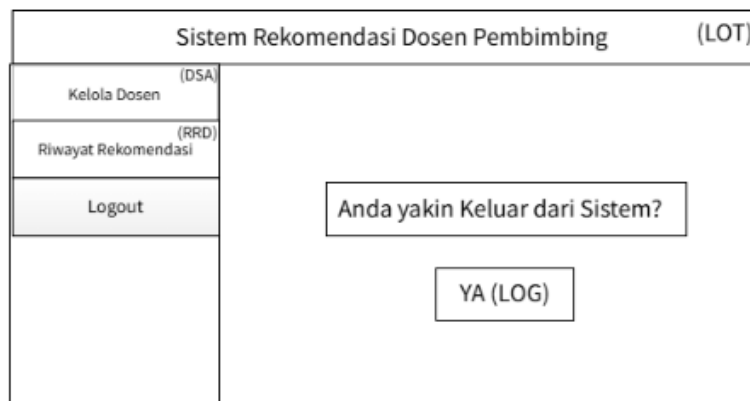 Sistem Rekomendasi Dosen Pembimbing (LOT)
(DSA)
Kelola Dosen
(RRD)
Riwayat Rekomendasi
Logout
Anda yakin Keluar dari Sistem?
YA (LOG)